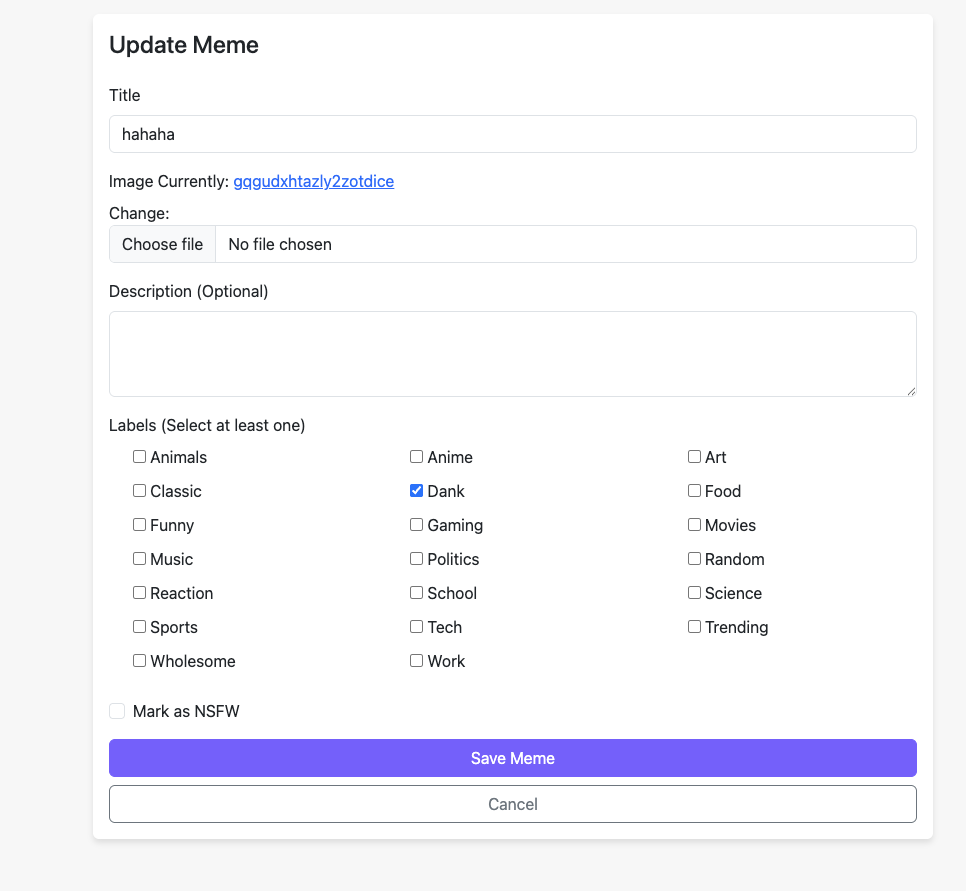 Update Meme
Title
hahaha
Image Currently: gqgudxhtazly2zotdice
Change:
Choose file No file chosen
Description (Optional)
Labels (Select at least one)
Animals Anime Art
Classic Dank Food
Funny Gaming Movies
Music Politics Random
Reaction School Science
Sports Tech Trending
Wholesome Work
Mark as NSFW
Save Meme
Cancel